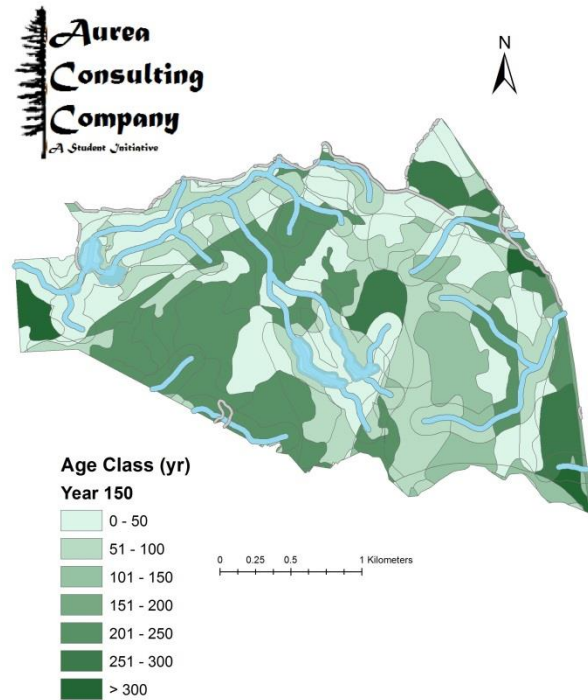 Aurea
Consulting
Company
A Student Initiative
N
Age Class (yr)
Year 150
0 - 50
51 - 100
101 - 150
151 - 200
201 - 250
251 - 300
> 300
0 0.25 0.5 1 Kilometers